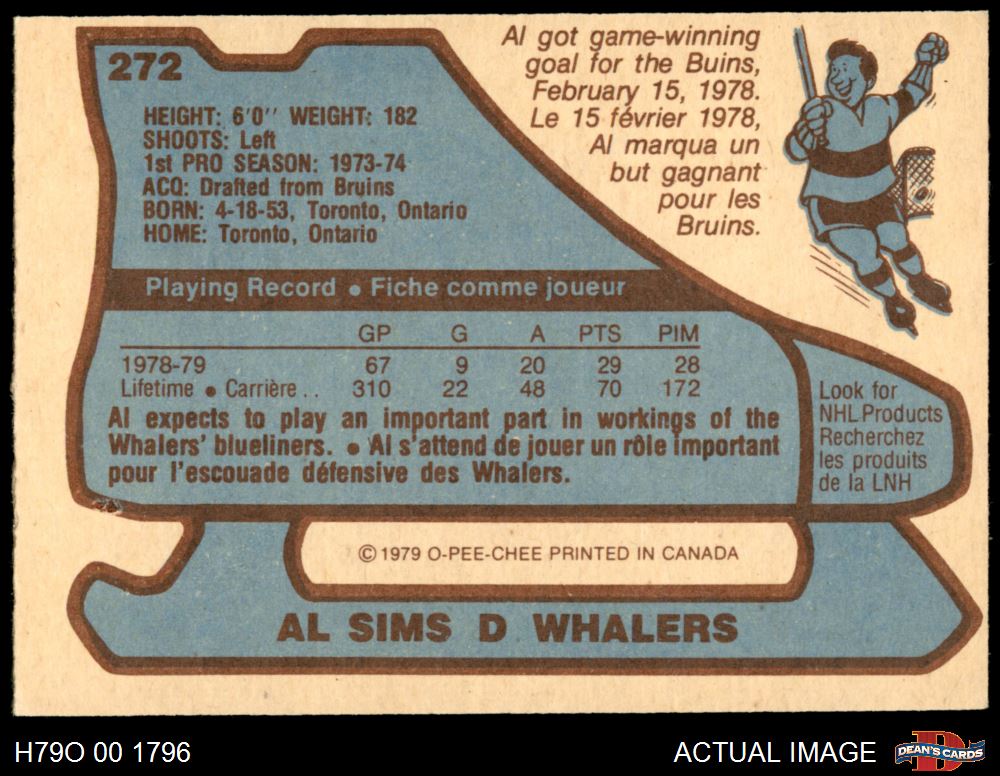 272
HEIGHT: 6'0'' WEIGHT: 182
SHOOTS: Left
1st PRO SEASON: 1973-74
ACQ: Drafted from Bruins
BORN: 4-18-53, Toronto, Ontario
HOME: Toronto, Ontario
Al got game-winning
goal for the Buins,
February 15, 1978.
Le 15 février 1978,
Al marqua un
but gagnant
pour les
Bruins.
Playing Record • Fiche comme joueur
GP G A PTS PIM
1978-79 67 9 20 29 28
Lifetime • Carrière . . 310 22 48 70 172
Al expects to play an important part in workings of the
Whalers' blueliners. • Al s'attend de jouer un rôle important
pour l'escouade défensive des Whalers.
Look for
NHL Products
Recherchez
les produits
de la LNH
© 1979 O-PEE-CHEE PRINTED IN CANADA
AL SIMS D WHALERS
H79O 00 1796
ACTUAL IMAGE
DEAN'S CARDS